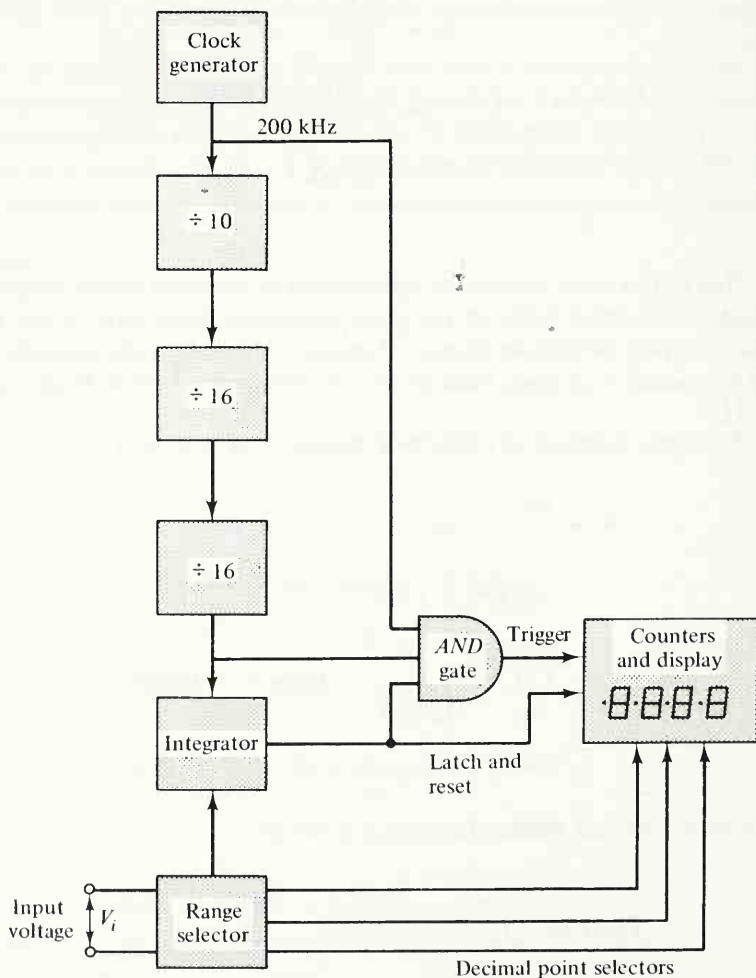 Clock
generator
200 kHz
÷ 10
÷ 16
÷ 16
AND
gate
Trigger
Counters
and display
.8.8.8.8
Integrator
Latch and
reset
Input
voltage
Vi
Range
selector
Decimal point selectors